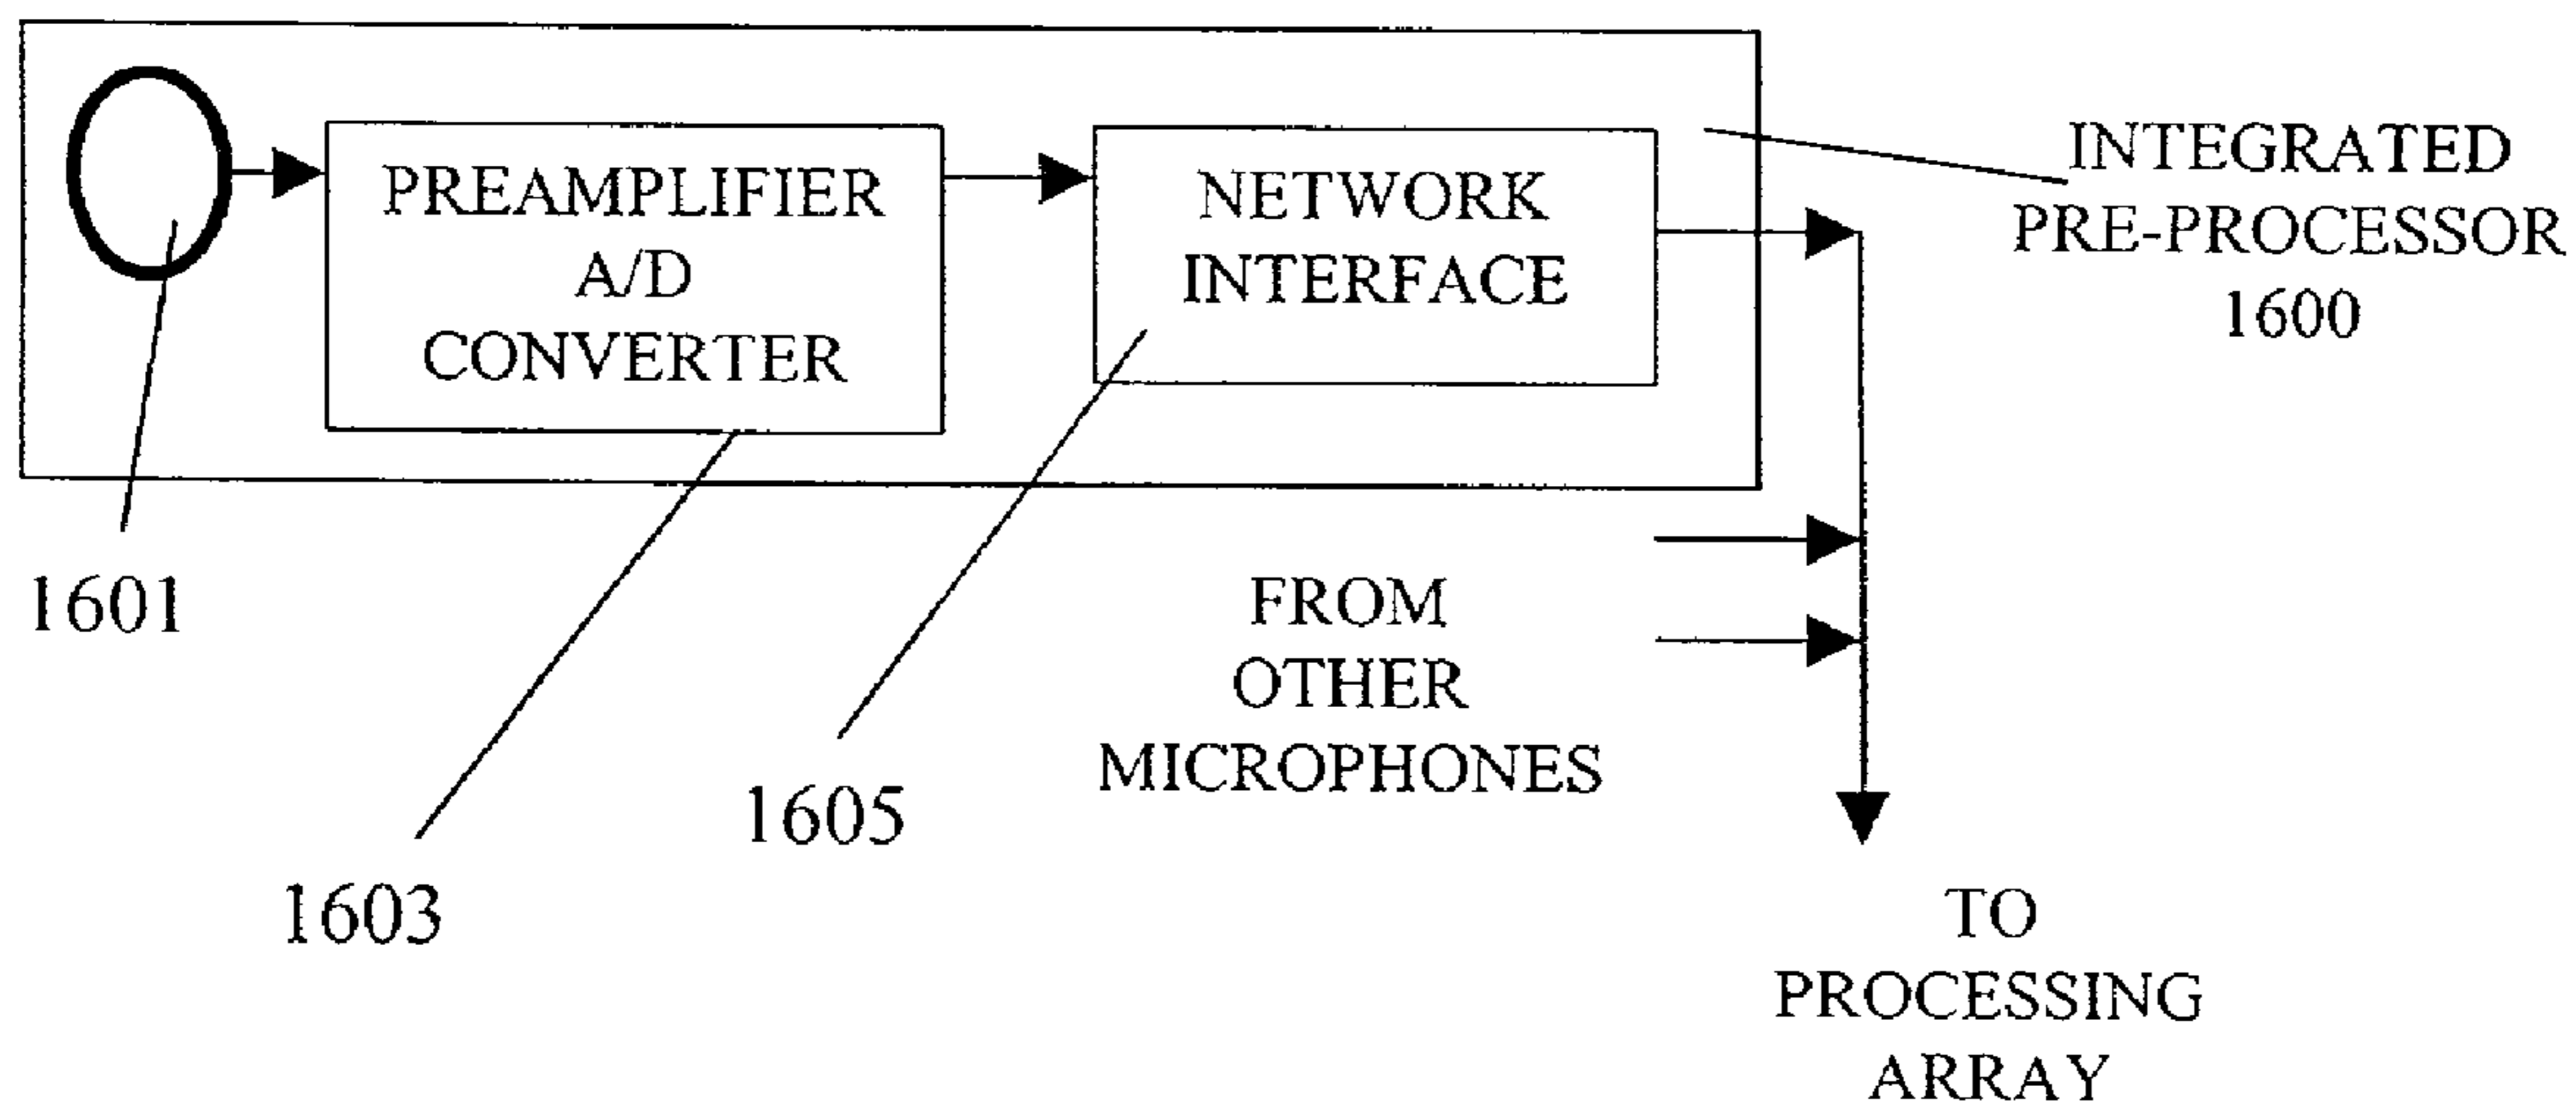 PREAMPLIFIER
A/D
CONVERTER
NETWORK
INTERFACE
INTEGRATED
PRE-PROCESSOR
1600
1601
1603
1605
FROM
OTHER
MICROPHONES
TO
PROCESSING
ARRAY